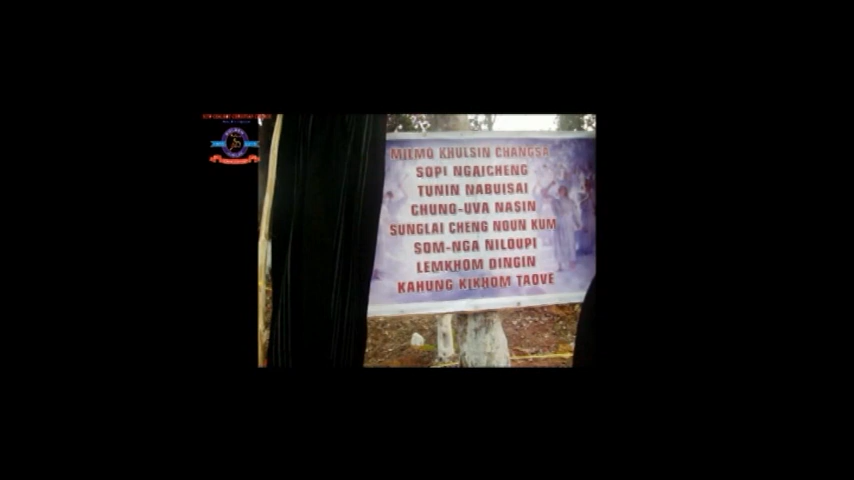 MILMO KHULSIN CHANGSA
SOPI NGAICHENG
TUNIN NABUISAI
CHUNG-UVA NASIN
SUNGLAI CHENG NOUN KUM
SOM-NGA NILOUPI
LEMKHOM DINGIN
KAHUNG KIKHOM TAOVE